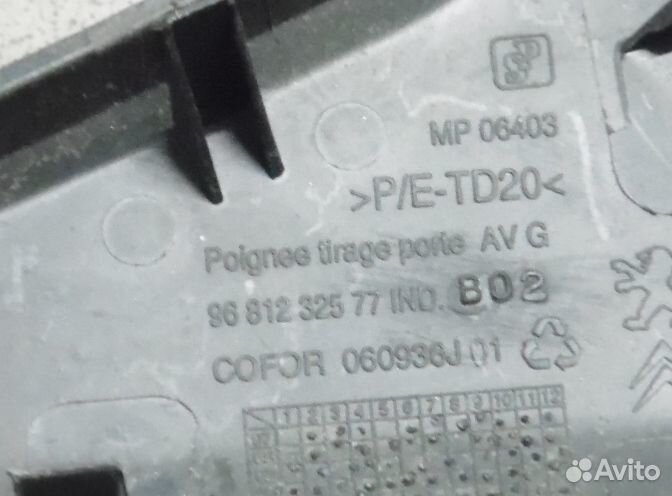 MP 06403
>P/E-TD20<
Poignee tirage porte AV G
96 812 325 77 IND. B02
COFOR 060936J 01
1 2 3 4 5 6 7 8 9 10 11 12
Avito